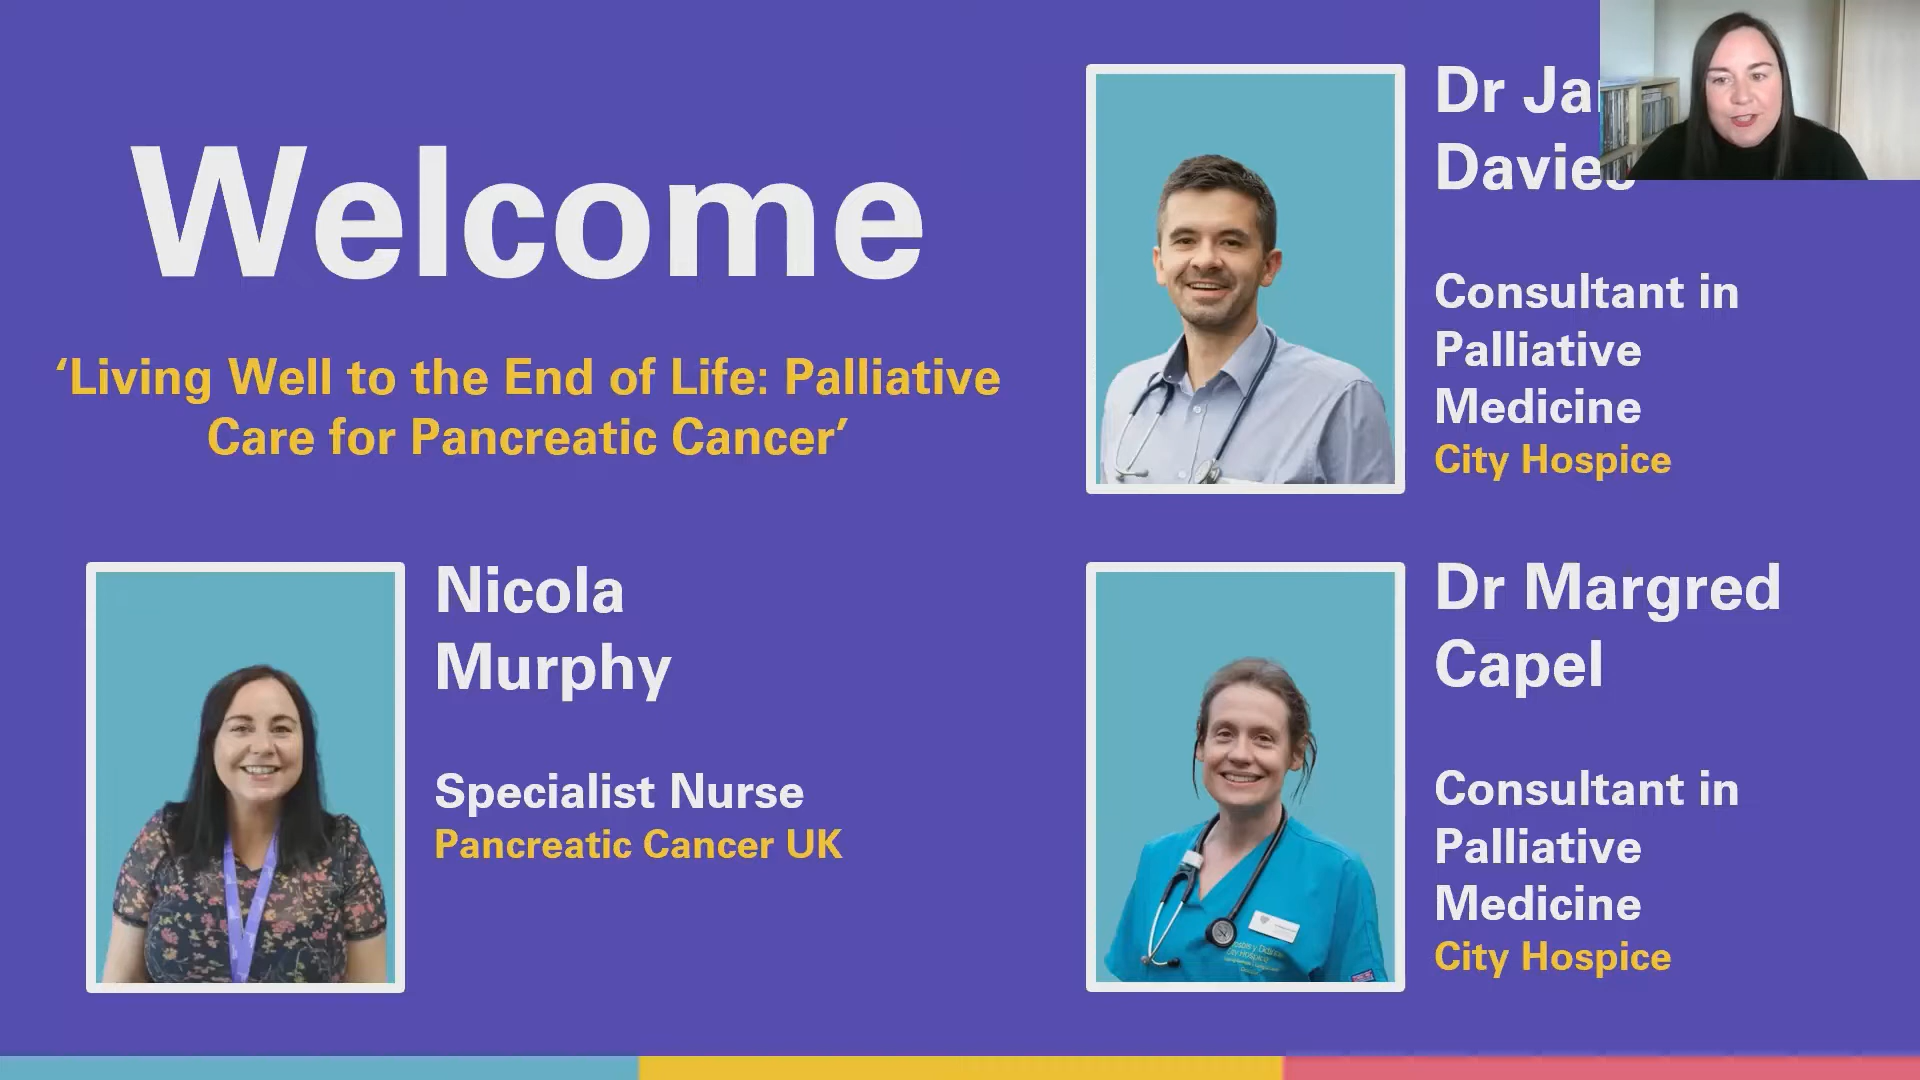 Welcome
‘Living Well to the End of Life: Palliative
Care for Pancreatic Cancer’
Nicola
Murphy
Specialist Nurse
Pancreatic Cancer UK
Dr
Consultant in
Palliative
Medicine
City Hospice
Dr Margred
Capel
Consultant in
Palliative
Medicine
City Hospice